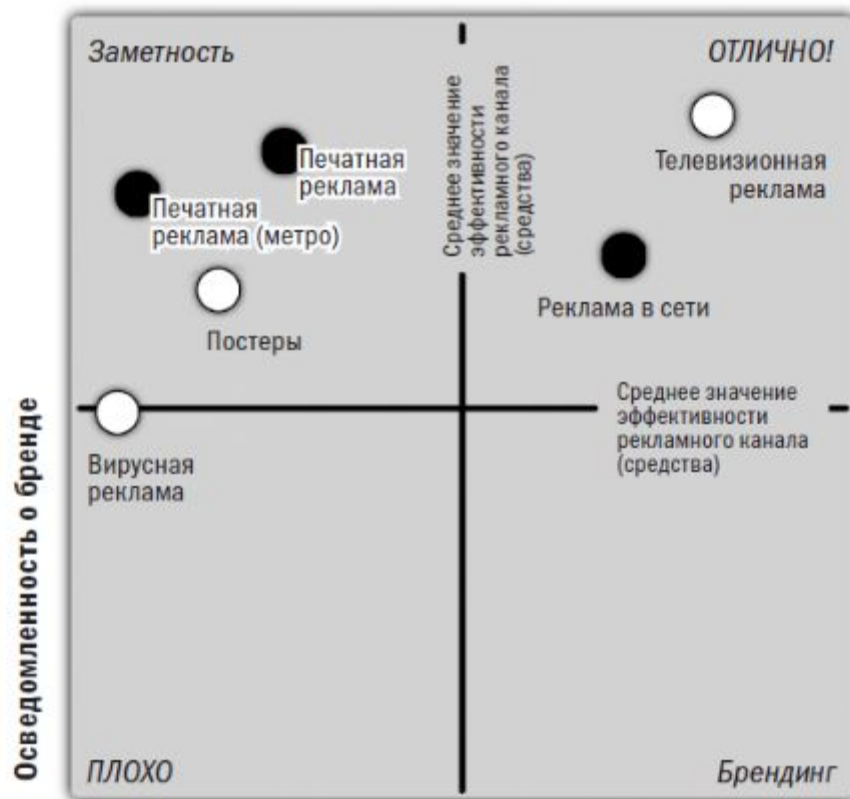 Заметность
ОТЛИЧНО!
Среднее значение
эффективности
рекламного канала
(средства)
Печатная
реклама
Телевизионная
реклама
Печатная
реклама (метро)
Реклама в сети
Постеры
Среднее значение
эффективности
рекламного канала
(средства)
Вирусная
реклама
Осведомленность о бренде
ПЛОХО
Брендинг